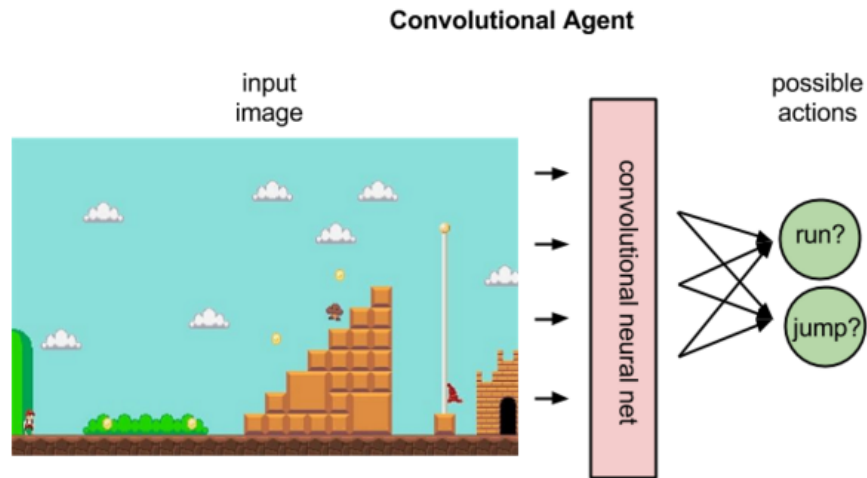 Convolutional Agent
input
image
possible
actions
convolutional neural net
run?
jump?